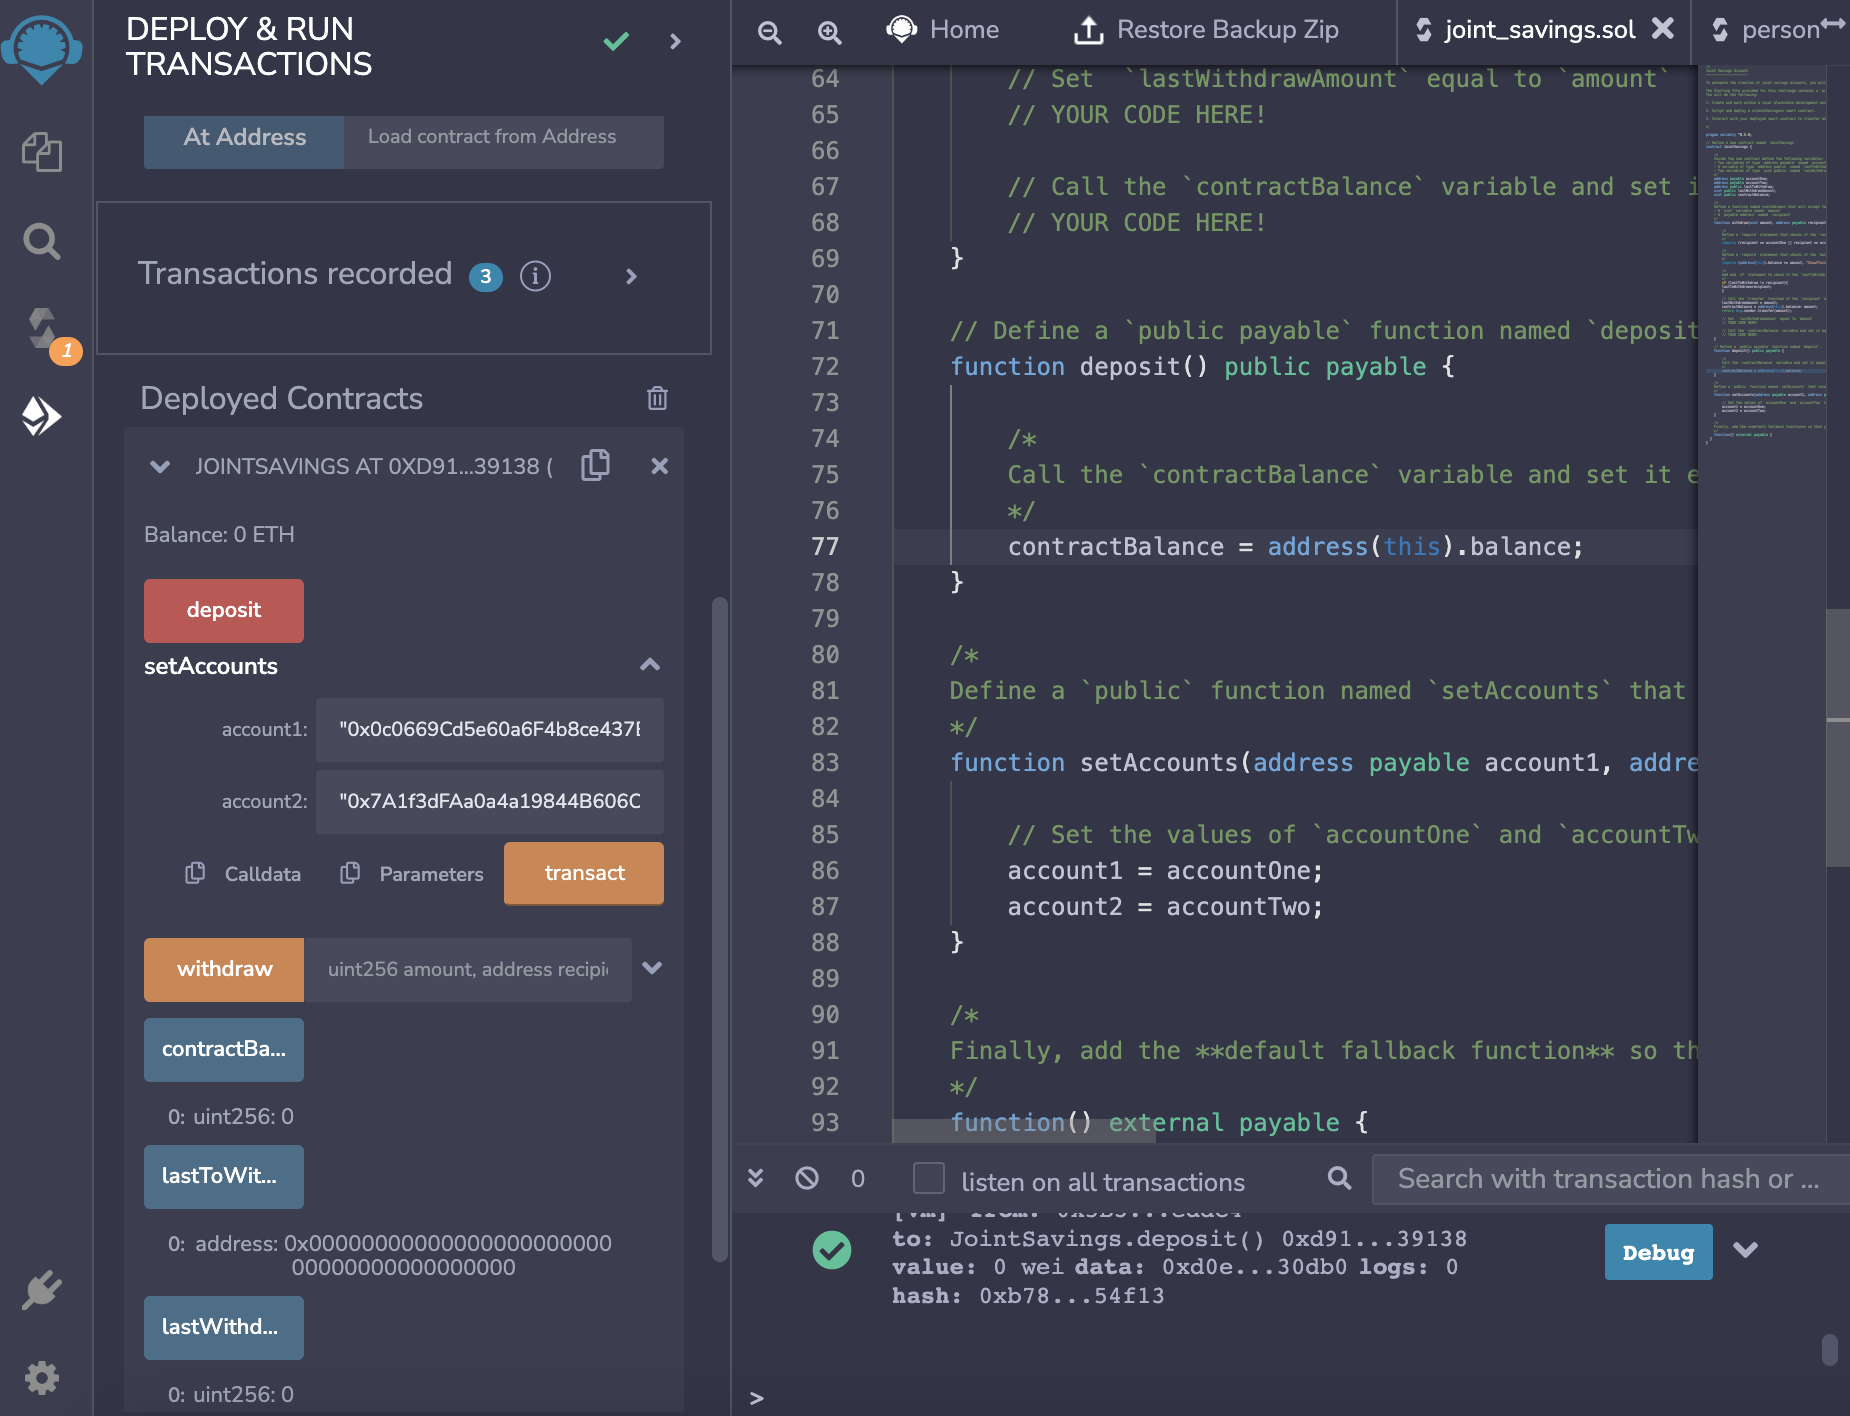 DEPLOY & RUN
TRANSACTIONS
At Address
Load contract from Address
Transactions recorded 3 i
1
Deployed Contracts
JOINTSAVINGS AT 0XD91...39138 (
Balance: 0 ETH
deposit
setAccounts
account1: "0x0c0669Cd5e60a6F4b8ce437E
account2: "0x7A1f3dFAa0a4a19844B606C
Calldata Parameters transact
withdraw uint256 amount, address recipi
contractBa...
0: uint256: 0
lastToWit...
0: address: 0x00000000000000000000000
00000000000000000
lastWithd...
0: uint256: 0
Home Restore Backup Zip joint_savings.sol person
64 // Set `lastWithdrawAmount` equal to `amount`
65 // YOUR CODE HERE!
66
67 // Call the `contractBalance` variable and set i
68 // YOUR CODE HERE!
69 }
70
71 // Define a `public payable` function named `deposit
72 function deposit() public payable {
73
74 /*
75 Call the `contractBalance` variable and set it e
76 */
77 contractBalance = address(this).balance;
78 }
79
80 /*
81 Define a `public` function named `setAccounts` that
82 */
83 function setAccounts(address payable account1, addre
84
85 // Set the values of `accountOne` and `accountTw
86 account1 = accountOne;
87 account2 = accountTwo;
88 }
89
90 /*
91 Finally, add the **default fallback function** so th
92 */
93 function() external payable {
0 listen on all transactions Search with transaction hash or ...
to: JointSavings.deposit() 0xd91...39138
value: 0 wei data: 0xd0e...30db0 logs: 0
hash: 0xb78...54f13
Debug
>